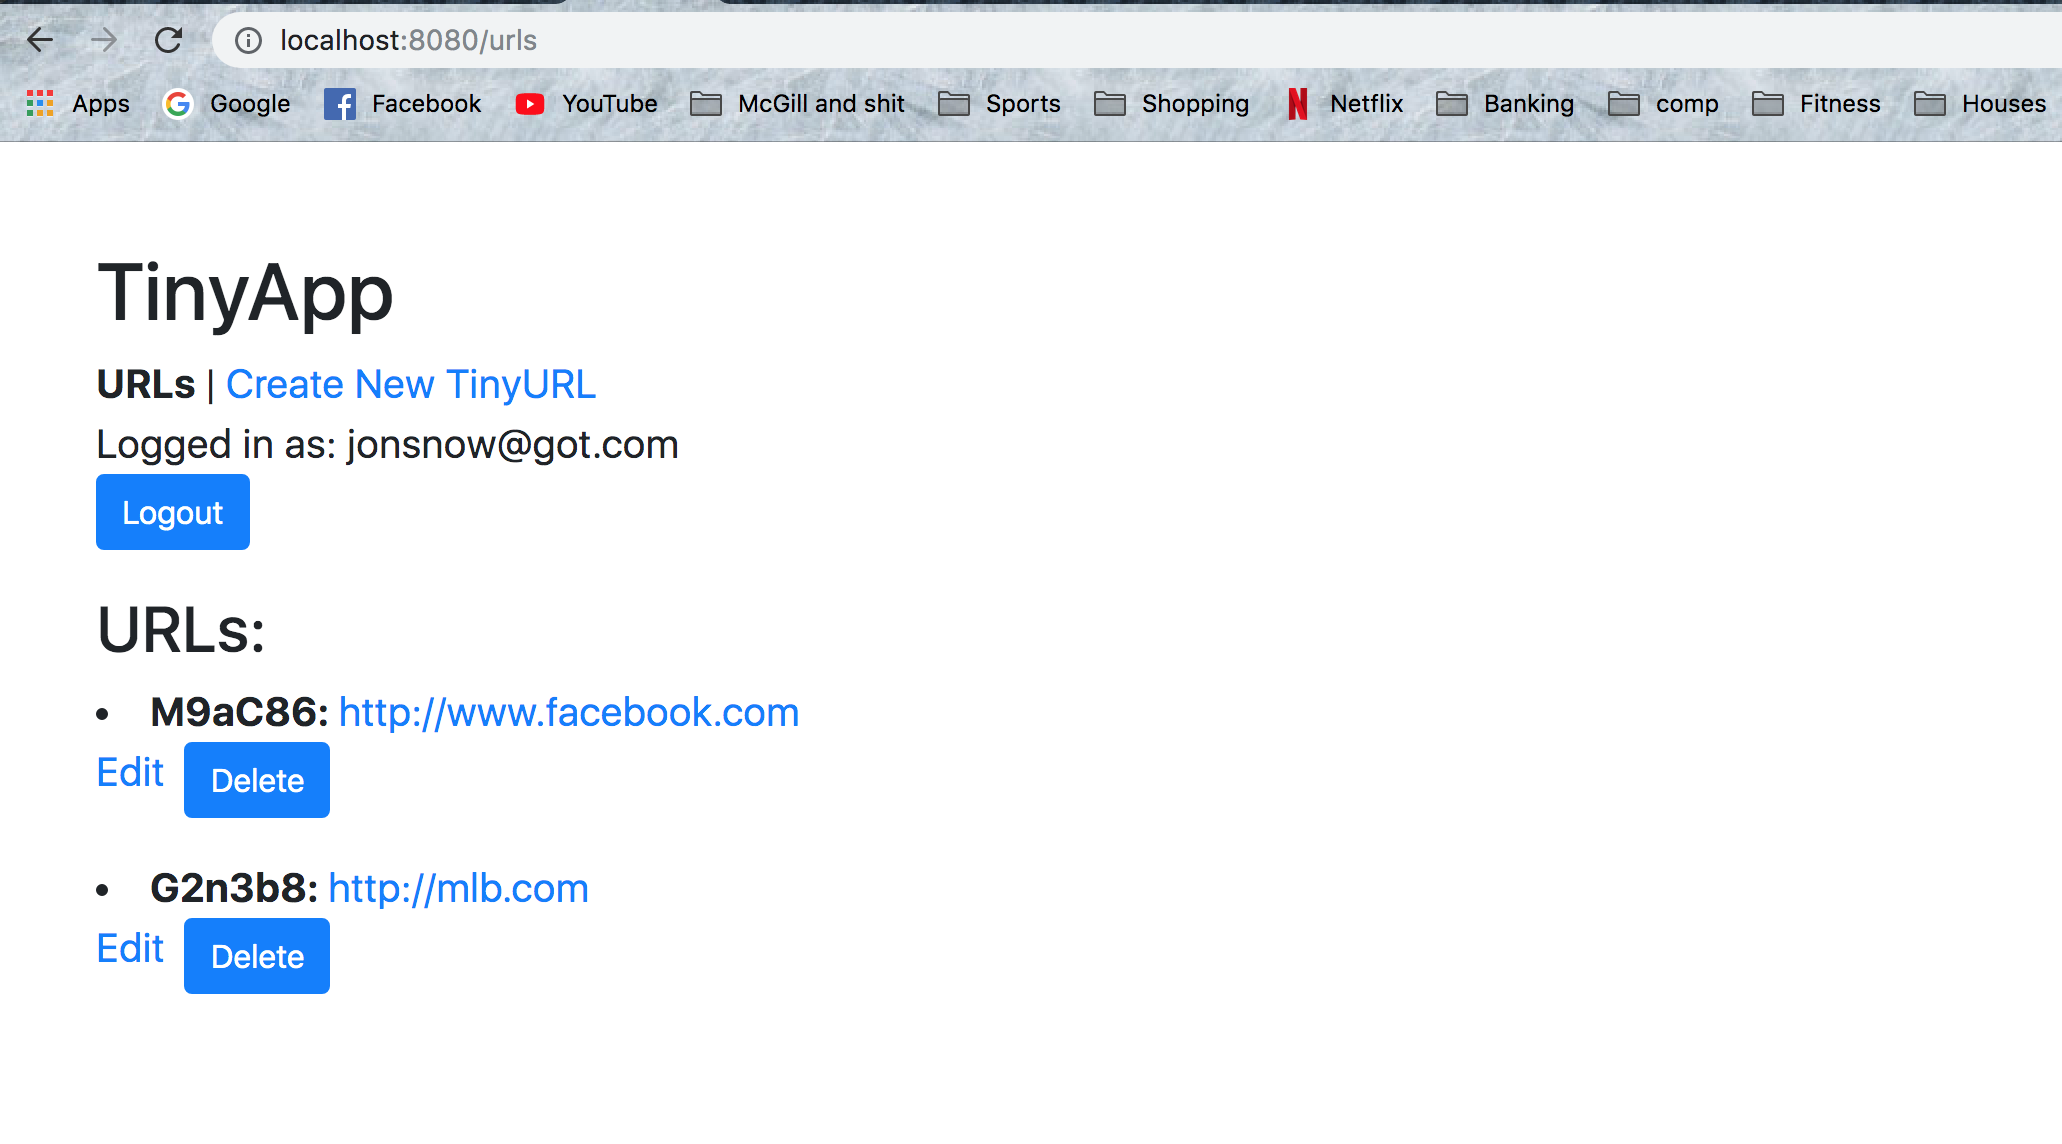 localhost:8080/urls
Apps Google Facebook YouTube McGill and shit Sports Shopping Netflix Banking comp Fitness Houses
TinyApp
URLs | Create New TinyURL
Logged in as: jonsnow@got.com
Logout
URLs:
• M9aC86: http://www.facebook.com
Edit Delete
• G2n3b8: http://mlb.com
Edit Delete